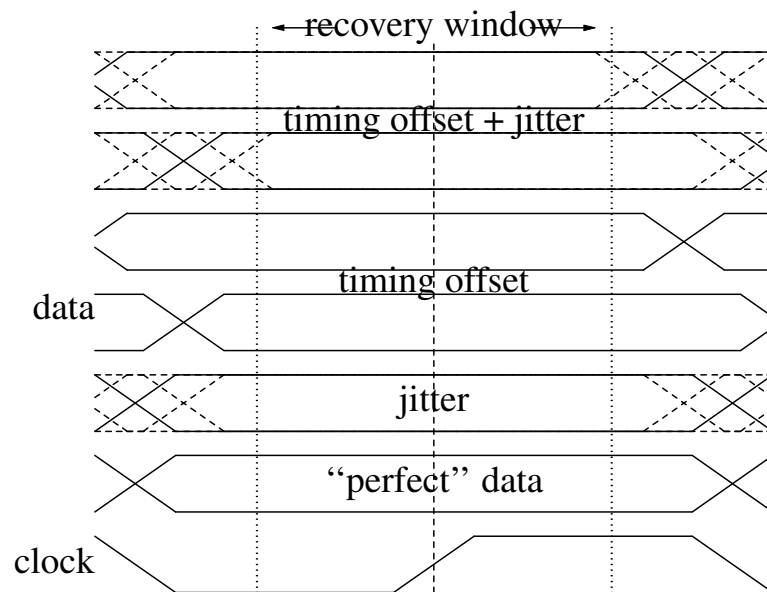 recovery window
timing offset + jitter
timing offset
data
jitter
“perfect” data
clock